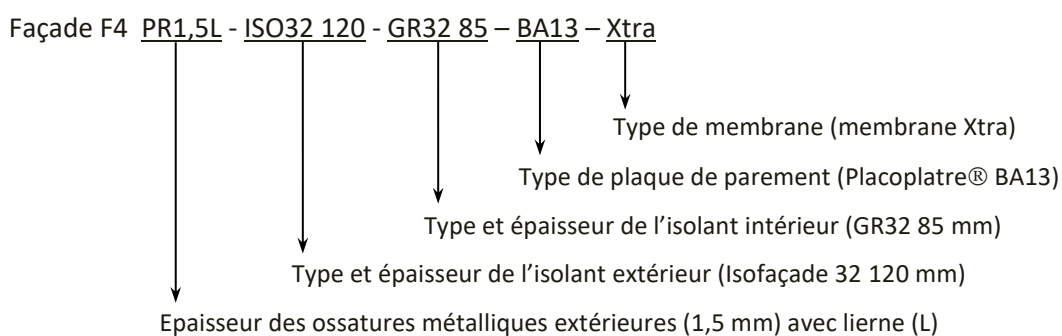 Façade F4 PR1,5L - ISO32 120 - GR32 85 – BA13 – Xtra
Type de membrane (membrane Xtra)
Type de plaque de parement (Placoplatre® BA13)
Type et épaisseur de l’isolant intérieur (GR32 85 mm)
Type et épaisseur de l’isolant extérieur (Isofaçade 32 120 mm)
Epaisseur des ossatures métalliques extérieures (1,5 mm) avec lierne (L)